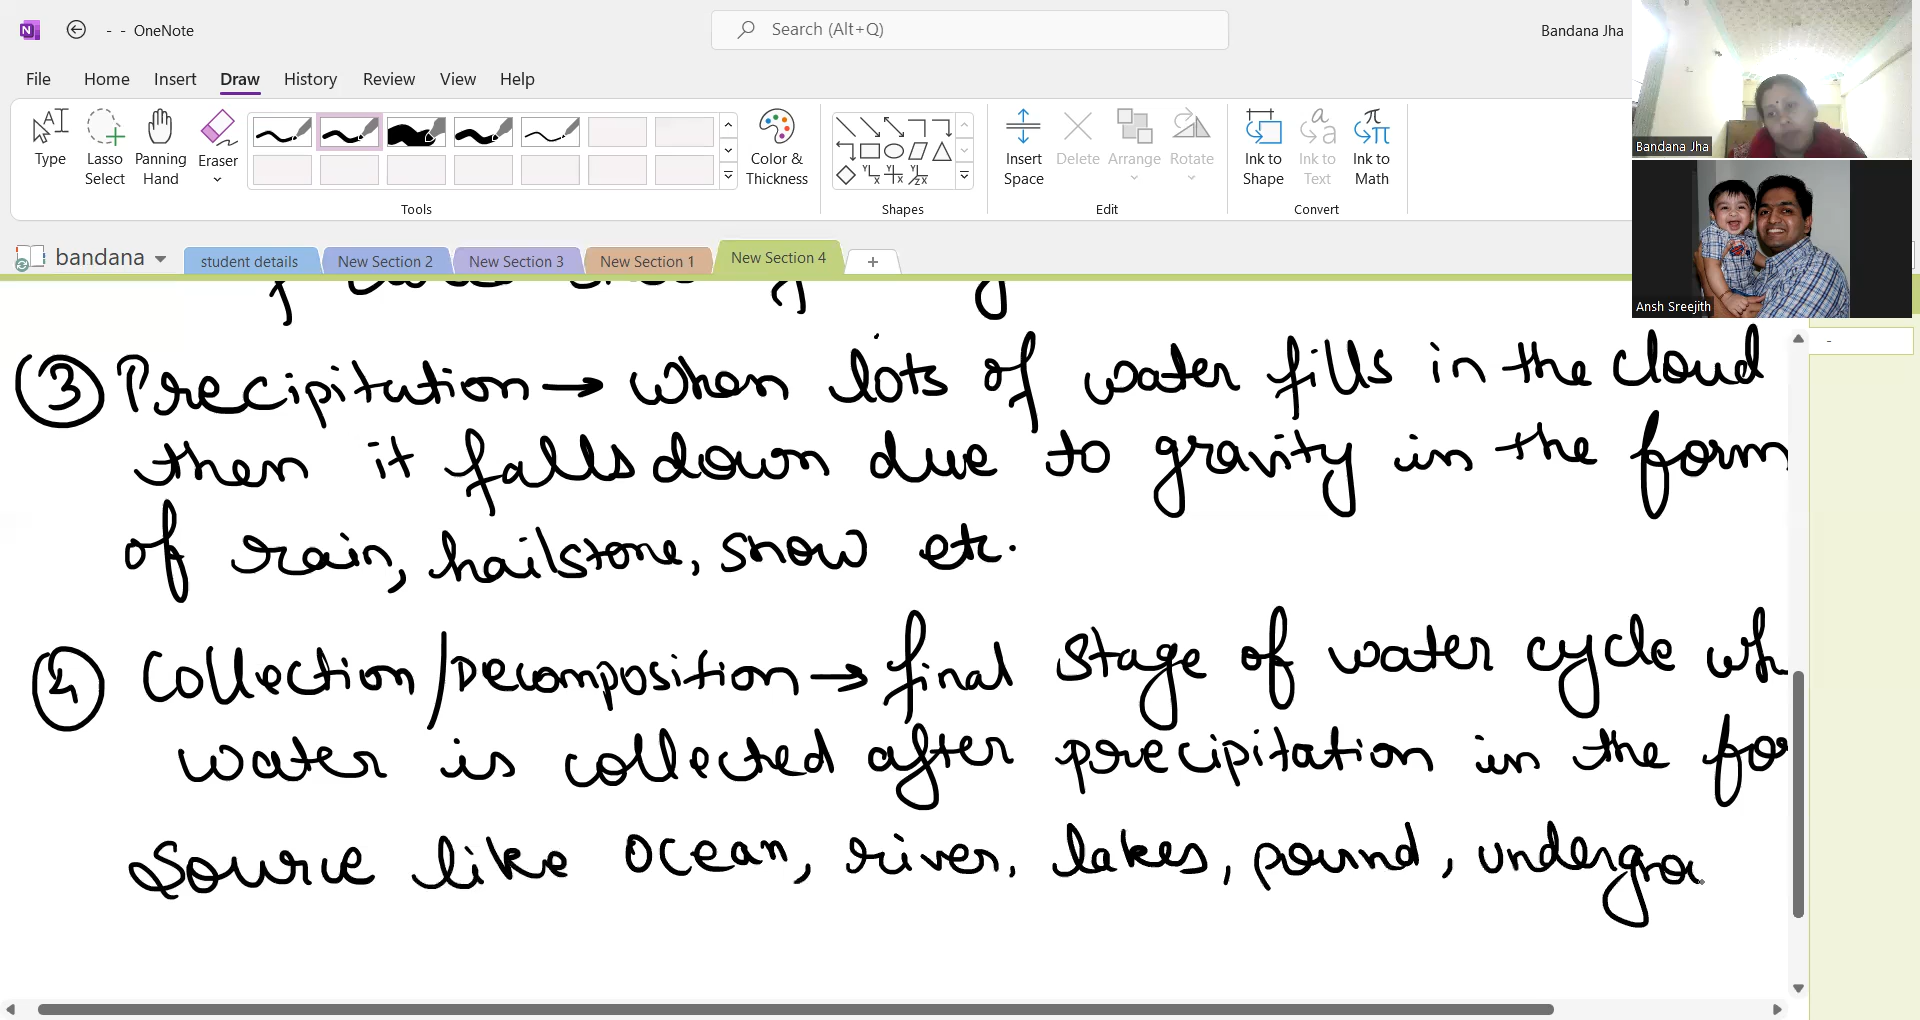 - - OneNote
Search (Alt+Q)
Bandana Jha
File Home Insert Draw History Review View Help
Type
Lasso Select
Panning Hand
Eraser
Color & Thickness
Insert Space
Delete
Arrange
Rotate
Ink to Shape
Ink to Text
Ink to Math
Tools Shapes Edit Convert
bandana
student details New Section 2 New Section 3 New Section 1 New Section 4 +
Bandana Jha
Ansh Sreejith
③ Precipitution → when lots of water fills in the cloud
then it falls down due to gravity in the form
of rain, hailstone, snow etc.
④ Collection/Decomposition → final stage of water cycle wh
water is collected after precipitation in the fo
Source like ocean, river, lakes, pound, undergrou